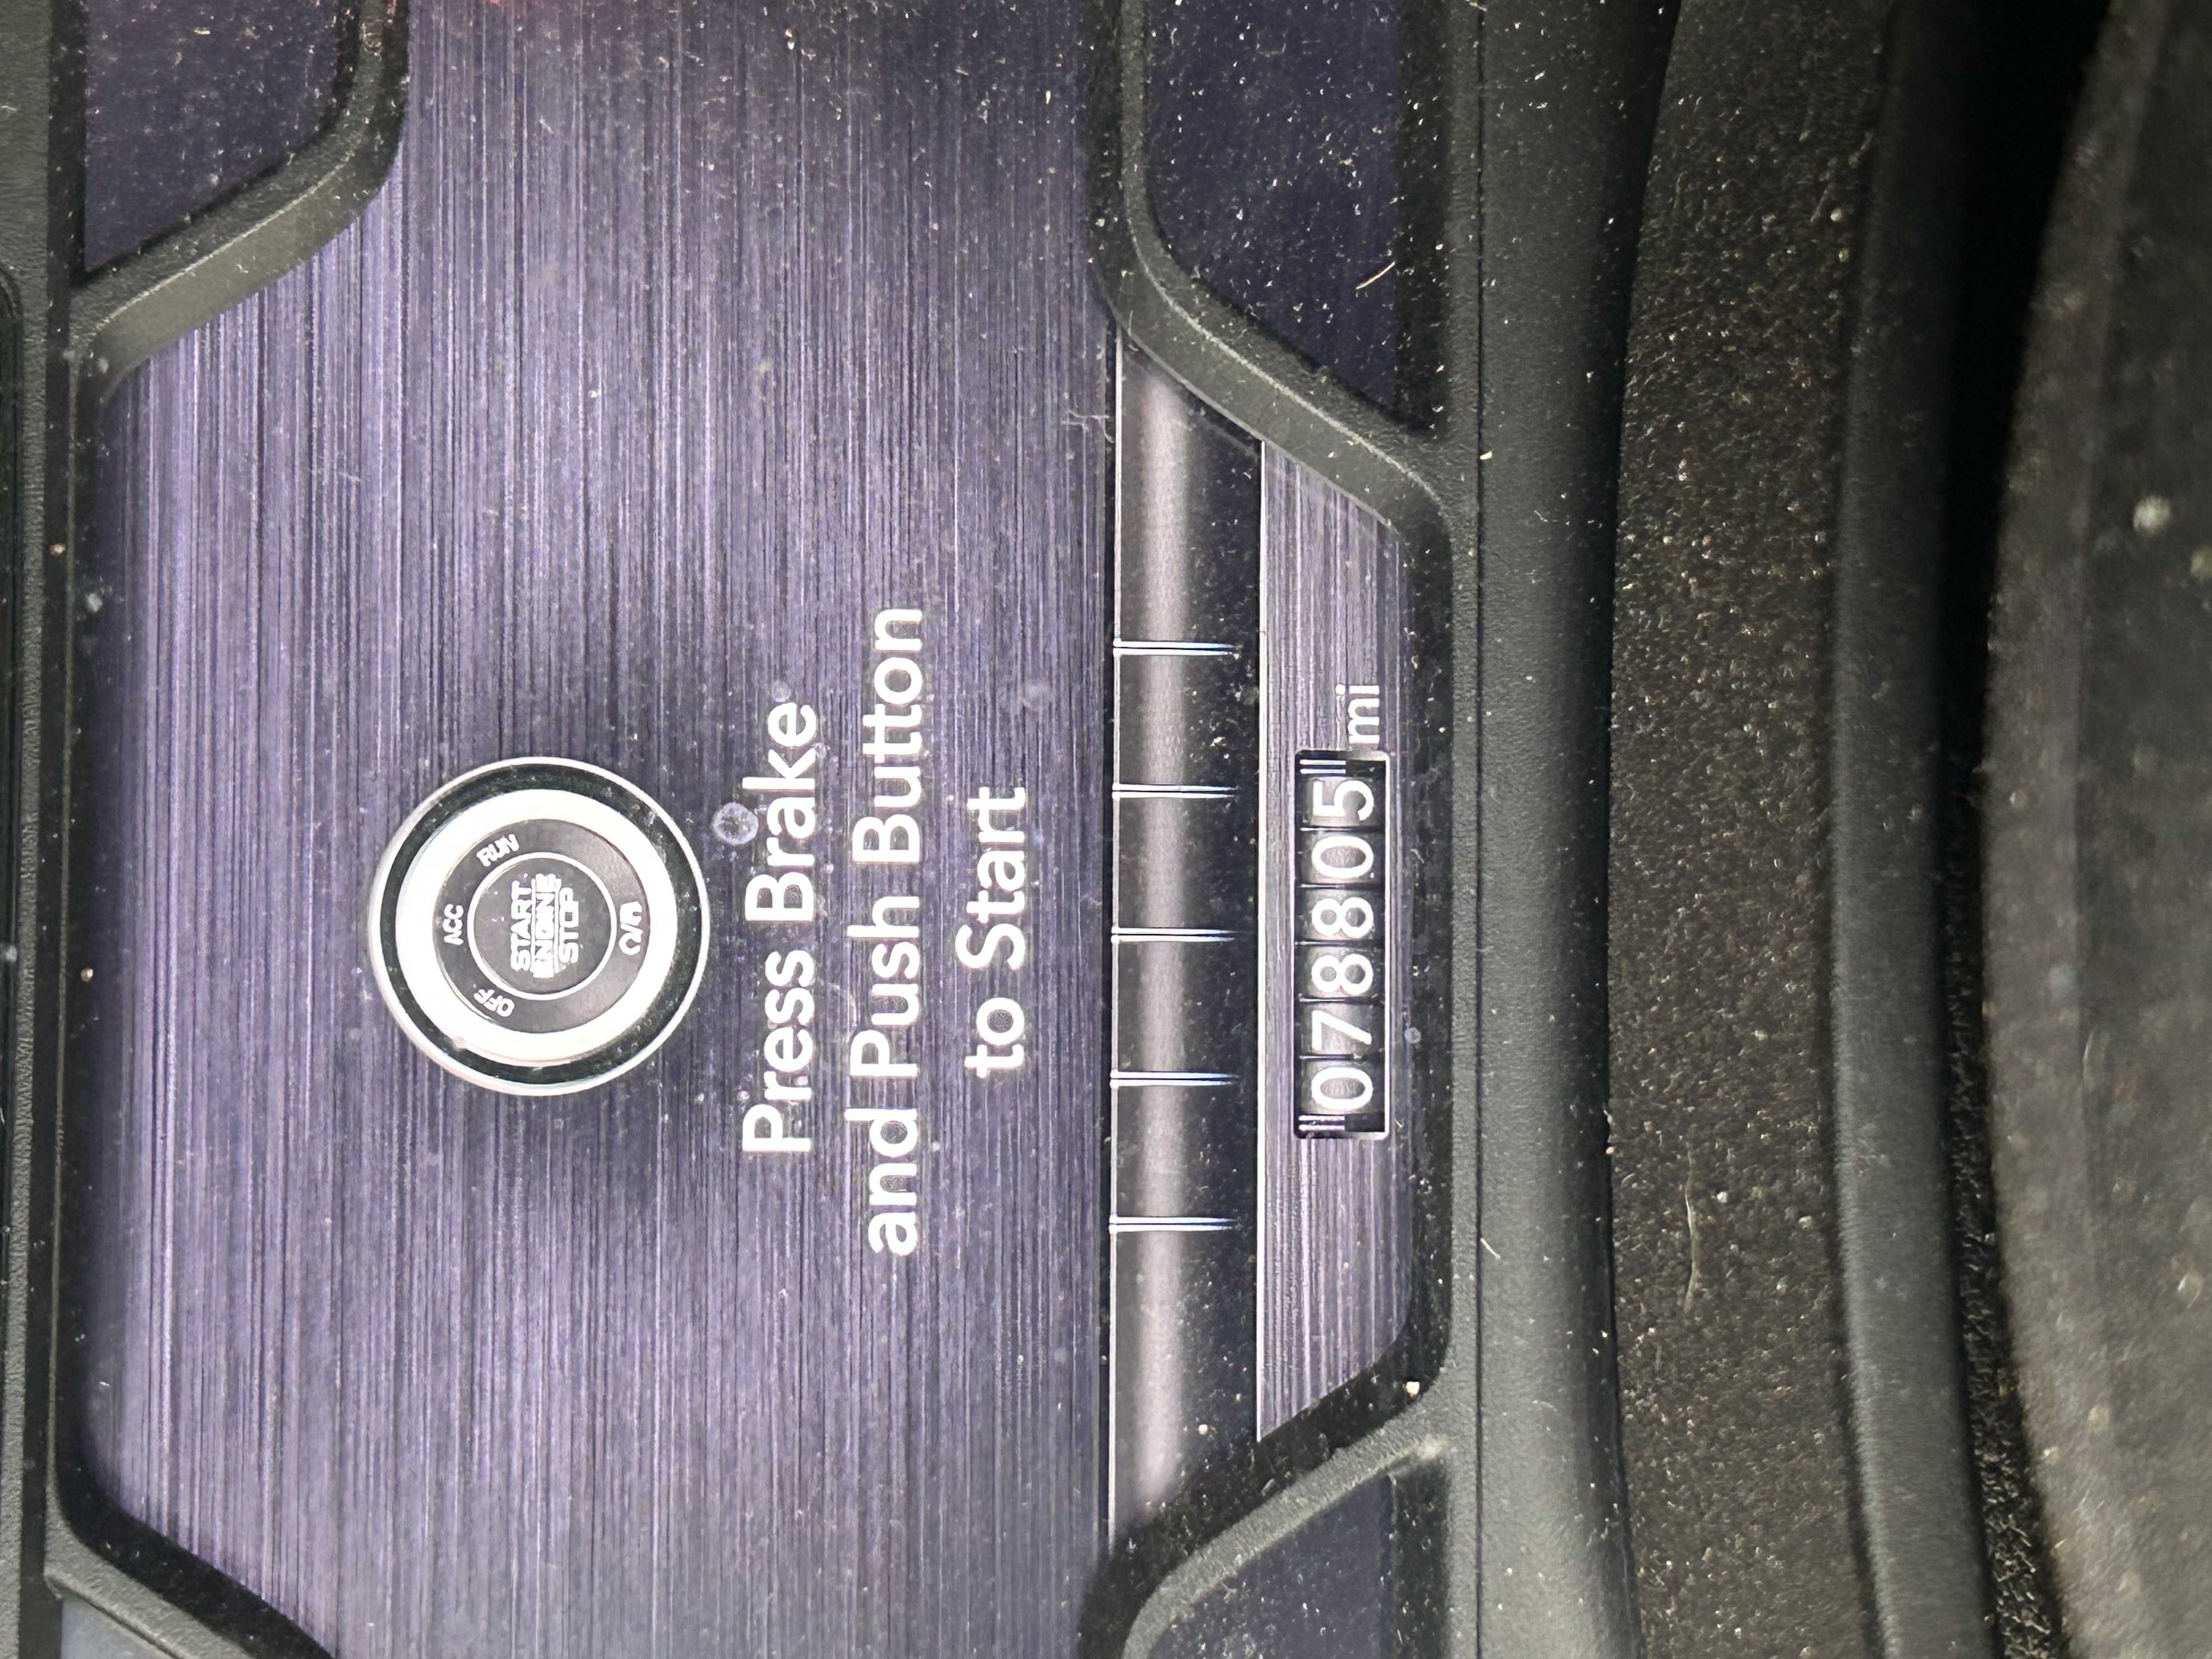 OFF ACC RUN
START
ENGINE
STOP
Press Brake
and Push Button
to Start
078805 mi